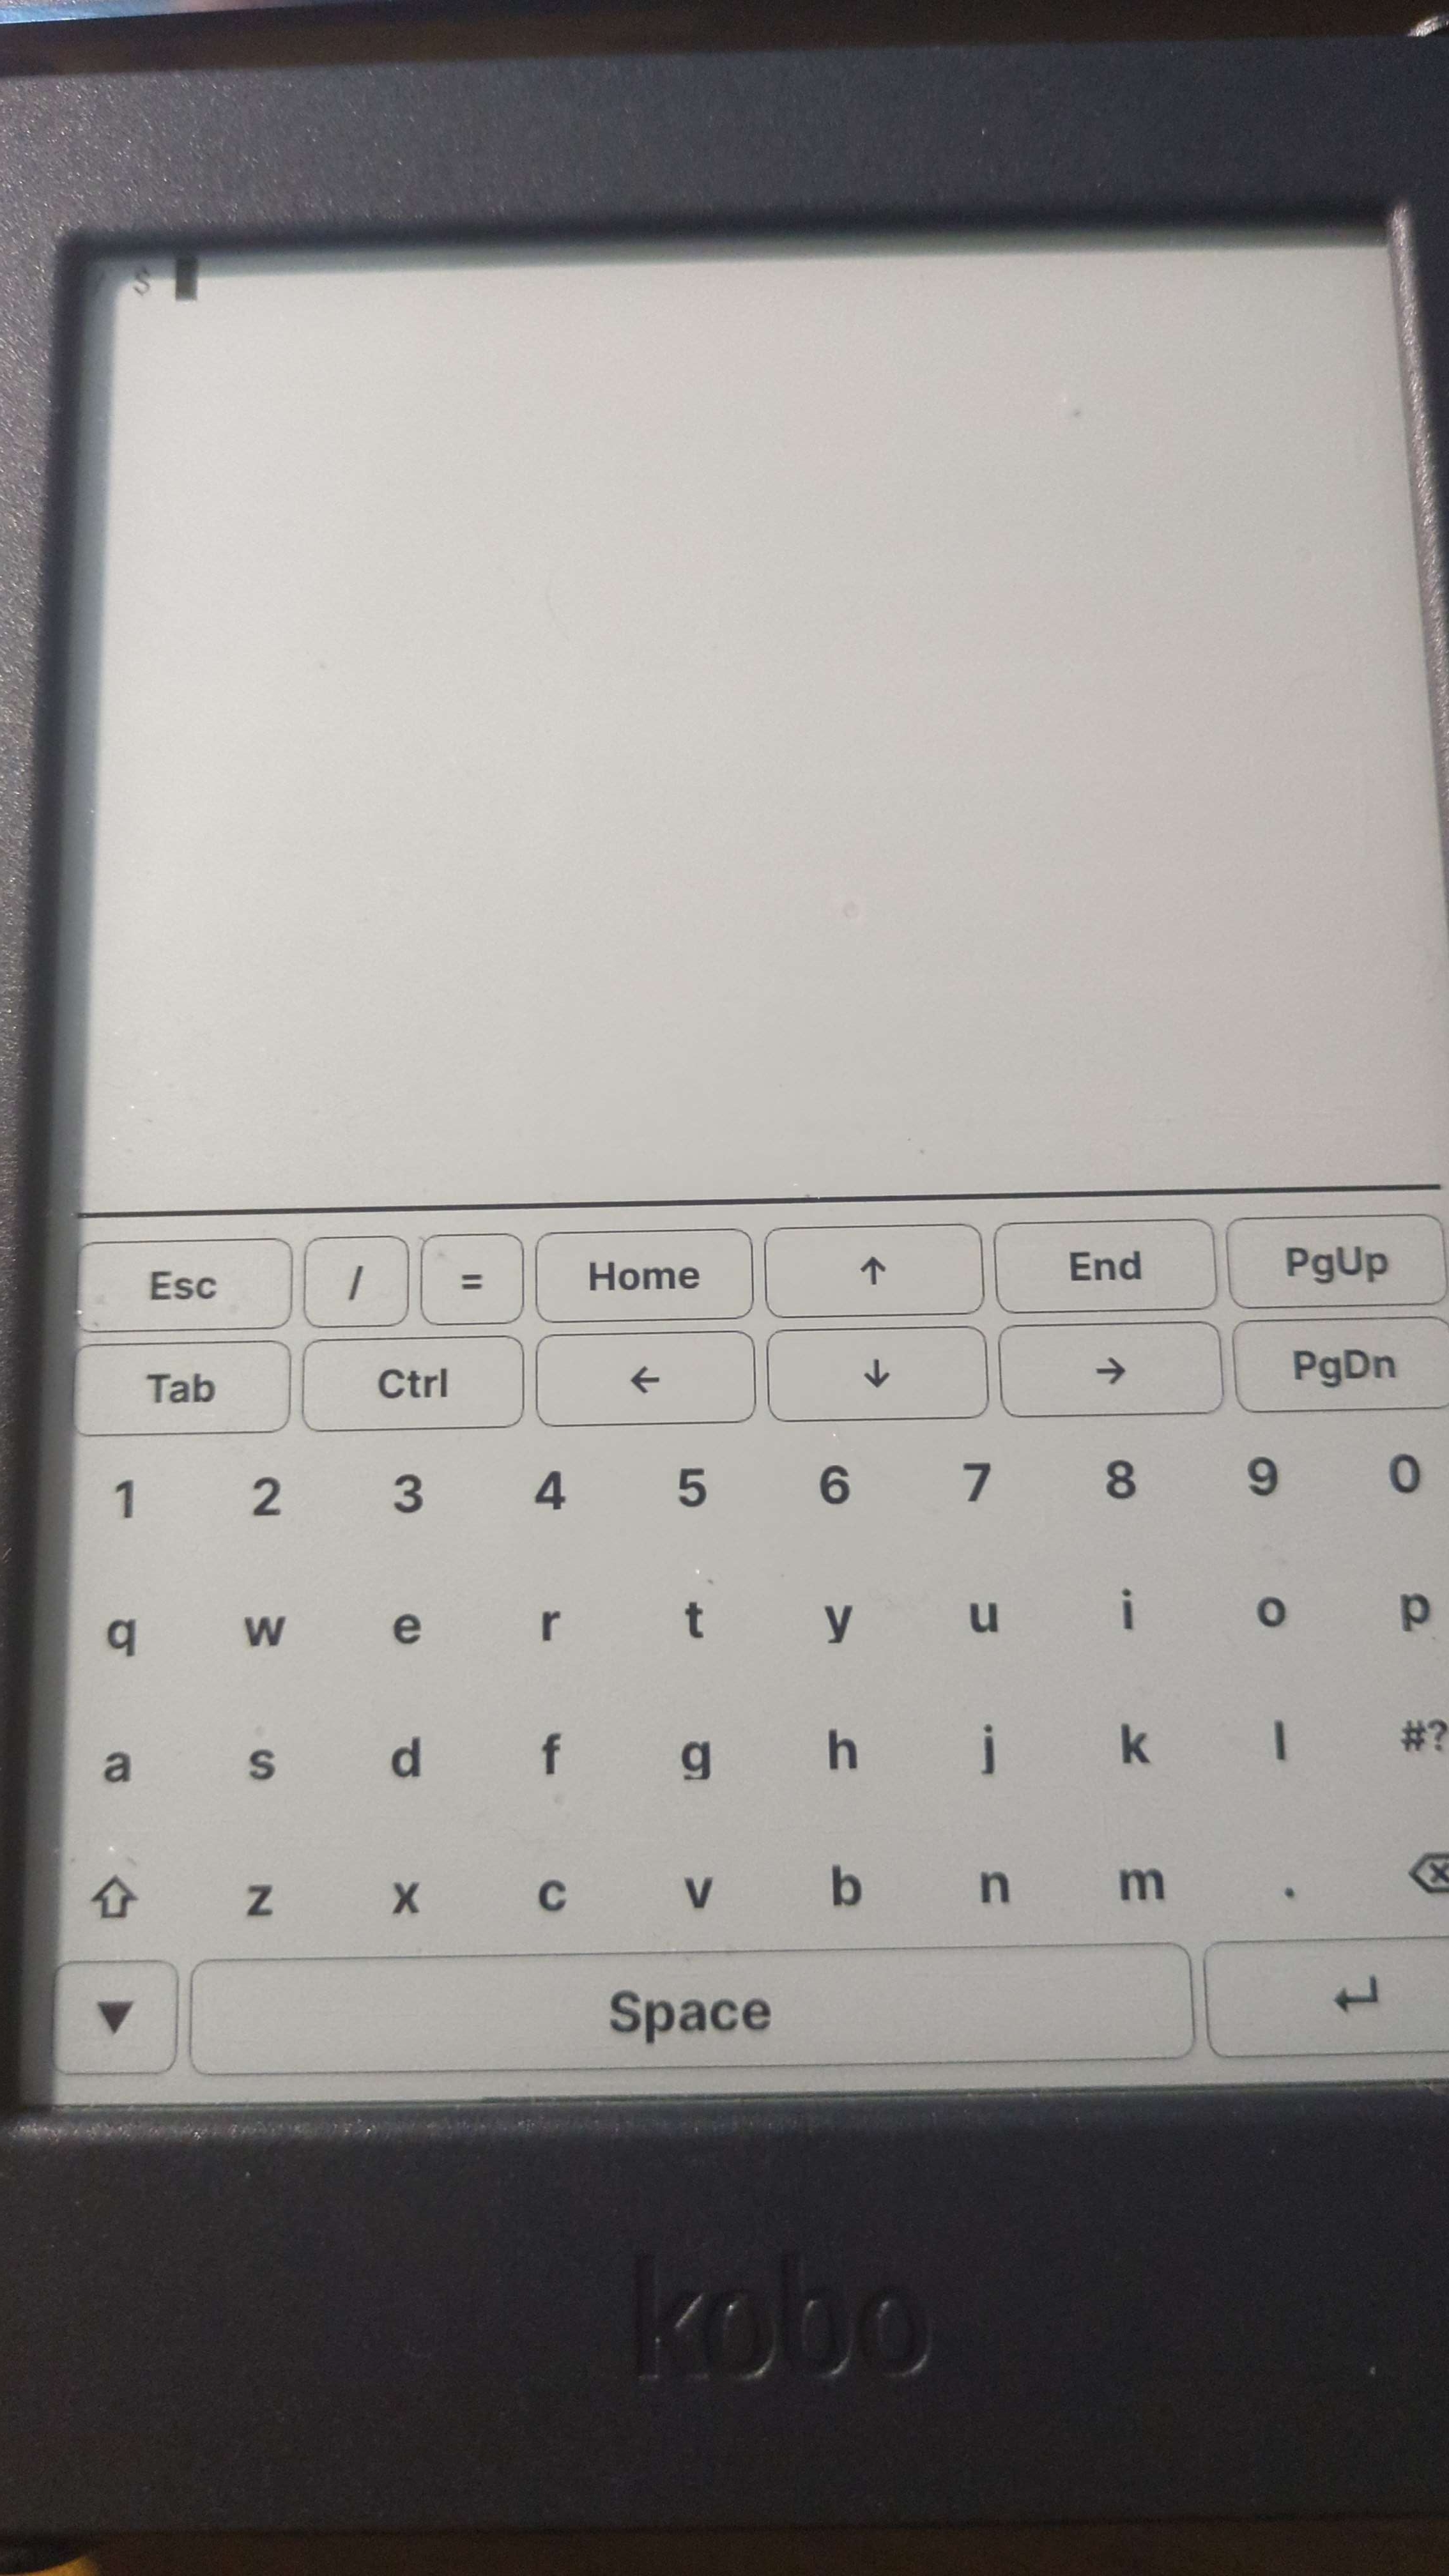 $
Esc / = Home ↑ End PgUp
Tab Ctrl ← ↓ → PgDn
1 2 3 4 5 6 7 8 9 0
q w e r t y u i o p
a s d f g h j k l #?
z x c v b n m .
Space
kobo